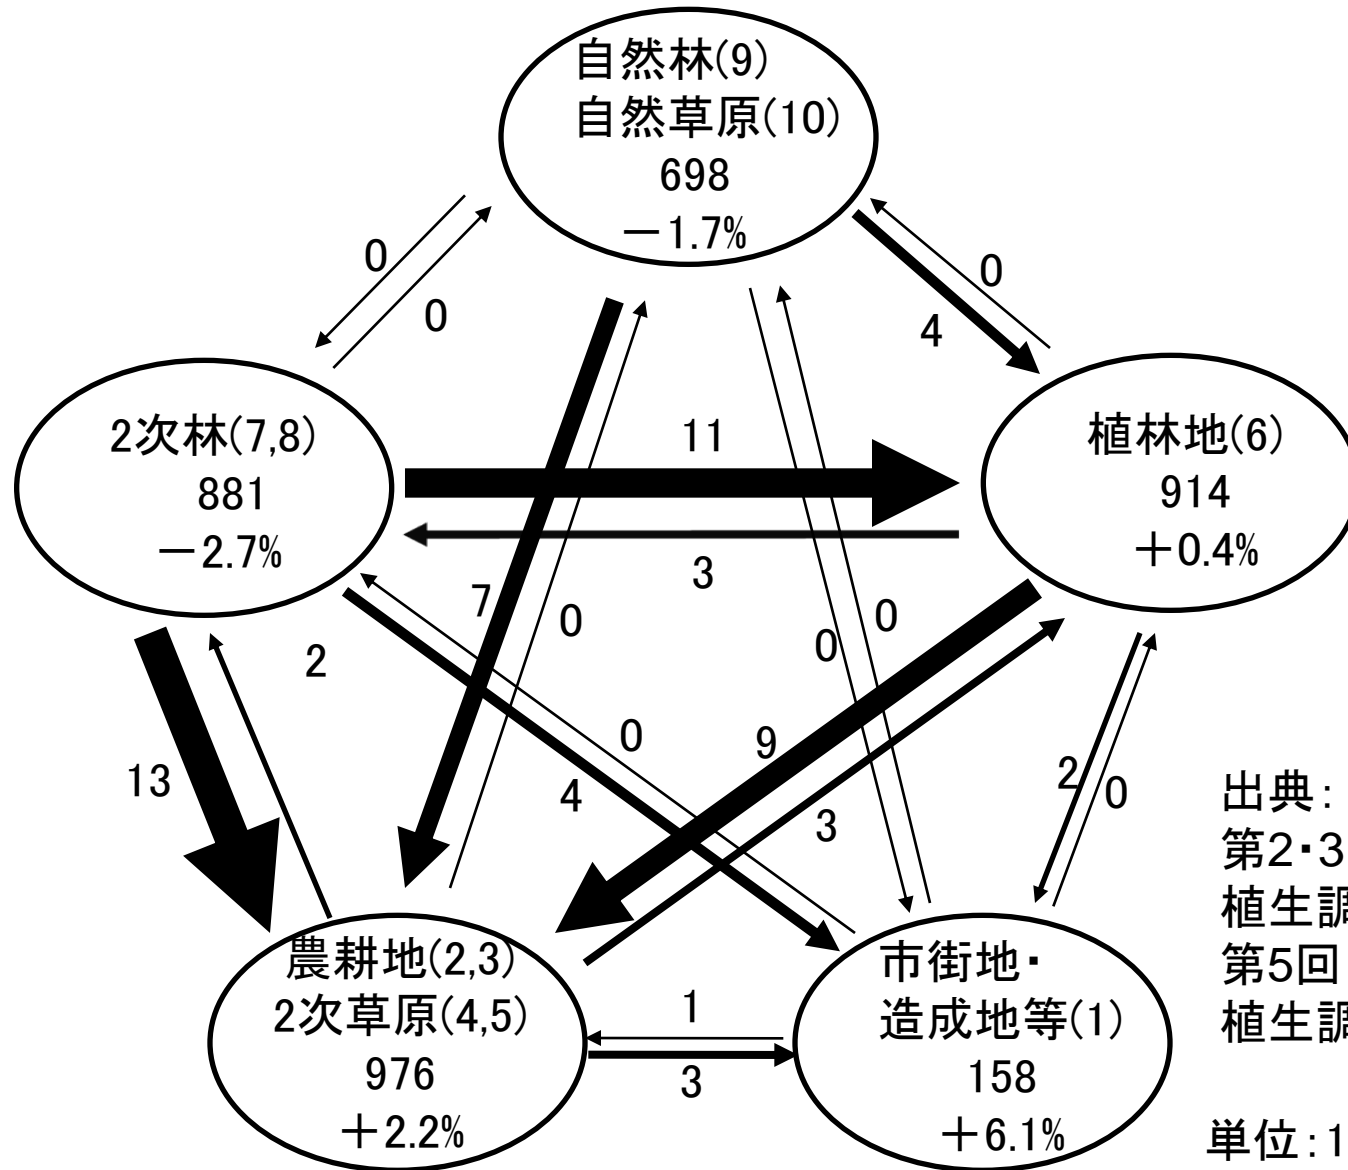 自然林(9)
自然草原(10)
698
－1.7%
0
0
0
4
2次林(7,8)
881
－2.7%
11
3
植林地(6)
914
＋0.4%
7
0
0
0
2
0
4
9
3
13
2
0
農耕地(2,3)
2次草原(4,5)
976
＋2.2%
1
3
市街地・
造成地等(1)
158
＋6.1%
出典：
第2・3
植生調
第5回
植生調
単位：1